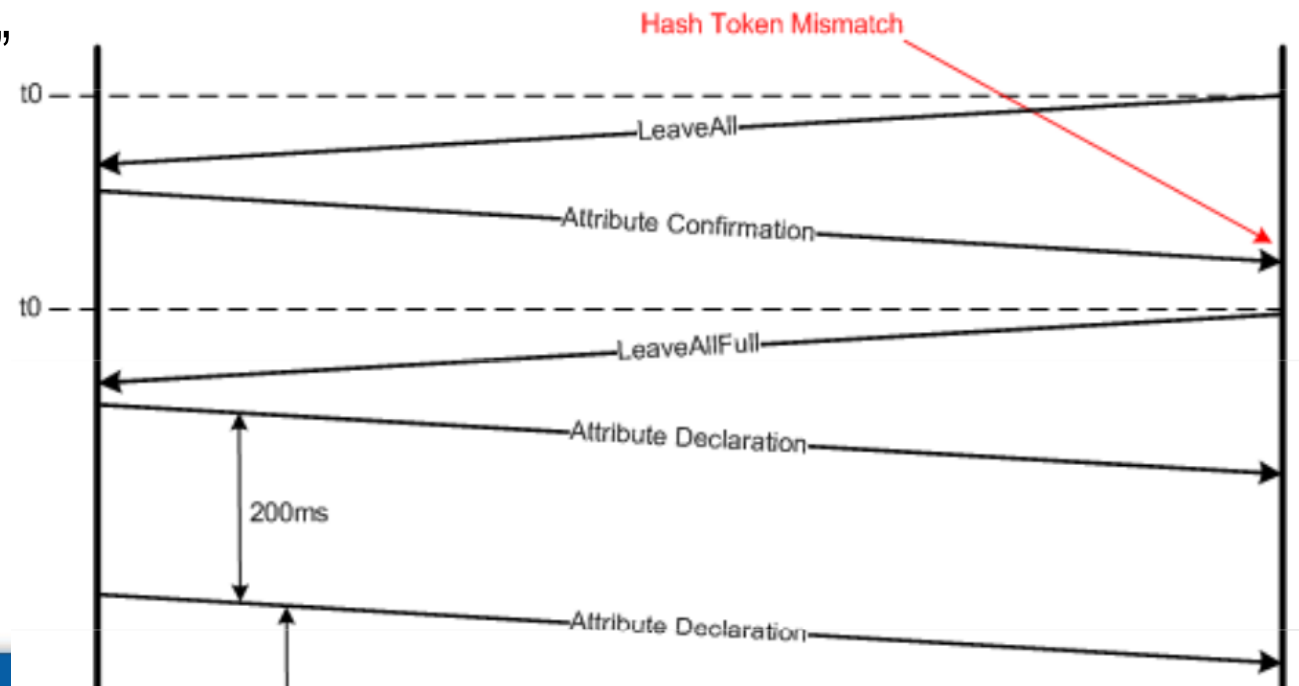 ”
Hash Token Mismatch
t0
LeaveAll
Attribute Confirmation
t0
LeaveAllFull
Attribute Declaration
200ms
Attribute Declaration